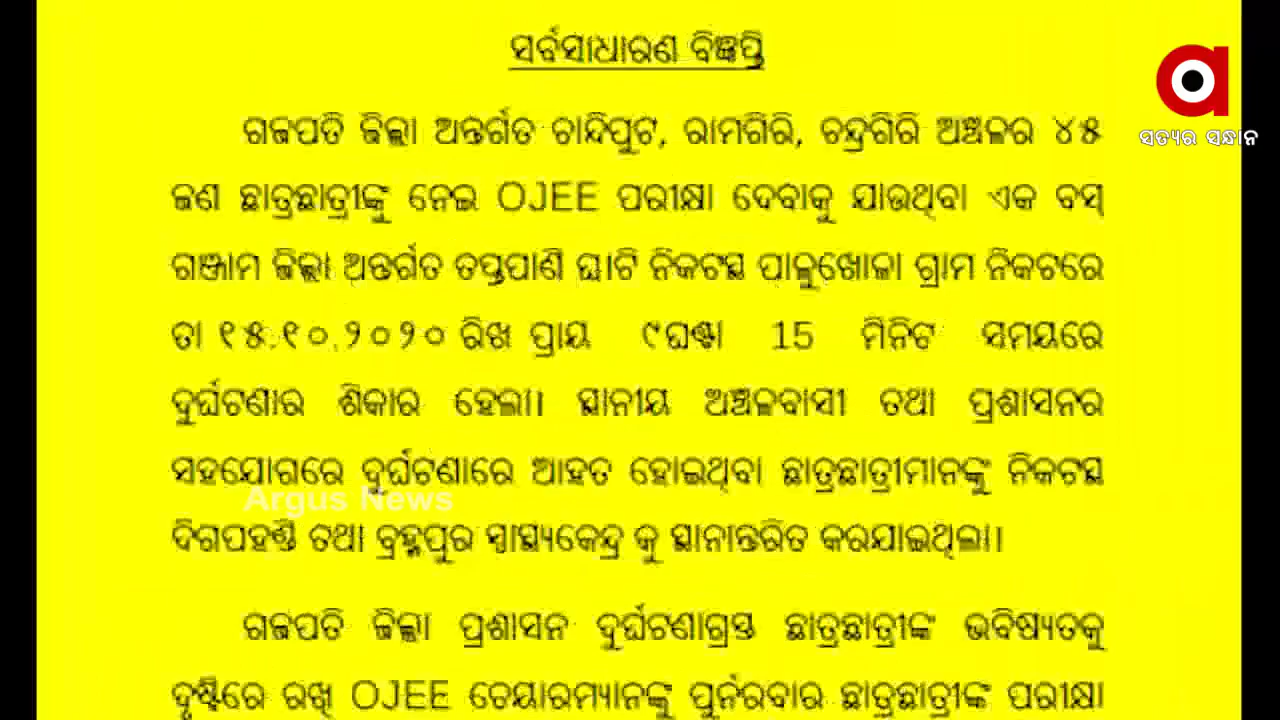 ସର୍ବସାଧାରଣ ବିଜ୍ଞପ୍ତି
ସତ୍ୟର ସନ୍ଧାନ
ଗଜପତି ଜିଲ୍ଲା ଅନ୍ତର୍ଗତ ଚାନ୍ଦିପୁଟ, ରାମଗିରି, ଚନ୍ଦ୍ରଗିରି ଅଞ୍ଚଳର ୪୫
ଜଣ ଛାତ୍ରଛାତ୍ରୀଙ୍କୁ ନେଇ OJEE ପରୀକ୍ଷା ଦେବାକୁ ଯାଉଥିବା ଏକ ବସ୍
ଗଞ୍ଜାମ ଜିଲ୍ଲା ଅନ୍ତର୍ଗତ ତପ୍ତପାଣି ଘାଟି ନିକଟସ୍ଥ ପାଳୁଖୋଳା ଗ୍ରାମ ନିକଟରେ
ତା ୧୫.୧୦.୨୦୨୦ ରିଖ ପ୍ରାୟ ୯ଘଣ୍ଟା 15 ମିନିଟ ସମୟରେ
ଦୁର୍ଘଟଣାର ଶିକାର ହେଲା। ସ୍ଥାନୀୟ ଅଞ୍ଚଳବାସୀ ତଥା ପ୍ରଶାସନର
ସହଯୋଗରେ ଦୁର୍ଘଟଣାରେ ଆହତ ହୋଇଥିବା ଛାତ୍ରଛାତ୍ରୀମାନଙ୍କୁ ନିକଟସ୍ଥ
Argus News
ଦିଗପହଣ୍ଡି ତଥା ବ୍ରହ୍ମପୁର ସ୍ୱାସ୍ଥ୍ୟକେନ୍ଦ୍ର କୁ ସ୍ଥାନାନ୍ତରିତ କରଯାଇଥିଲା।
ଗଜପତି ଜିଲ୍ଲା ପ୍ରଶାସନ ଦୁର୍ଘଟଣାଗ୍ରସ୍ତ ଛାତ୍ରଛାତ୍ରୀଙ୍କ ଭବିଷ୍ୟତକୁ
ଦୃଷ୍ଟିରେ ରଖି OJEE ଚେୟାରମ୍ୟାନଙ୍କୁ ପୁର୍ନରବାର ଛାତ୍ରଛାତ୍ରୀଙ୍କ ପରୀକ୍ଷା